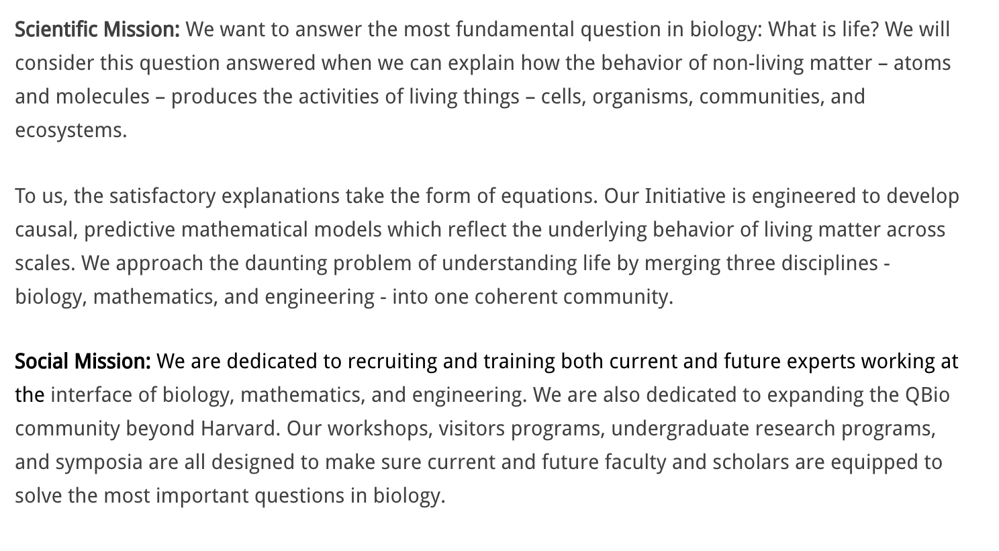 Scientific Mission: We want to answer the most fundamental question in biology: What is life? We will
consider this question answered when we can explain how the behavior of non-living matter – atoms
and molecules – produces the activities of living things – cells, organisms, communities, and
ecosystems.
To us, the satisfactory explanations take the form of equations. Our Initiative is engineered to develop
causal, predictive mathematical models which reflect the underlying behavior of living matter across
scales. We approach the daunting problem of understanding life by merging three disciplines -
biology, mathematics, and engineering - into one coherent community.
Social Mission: We are dedicated to recruiting and training both current and future experts working at
the interface of biology, mathematics, and engineering. We are also dedicated to expanding the QBio
community beyond Harvard. Our workshops, visitors programs, undergraduate research programs,
and symposia are all designed to make sure current and future faculty and scholars are equipped to
solve the most important questions in biology.